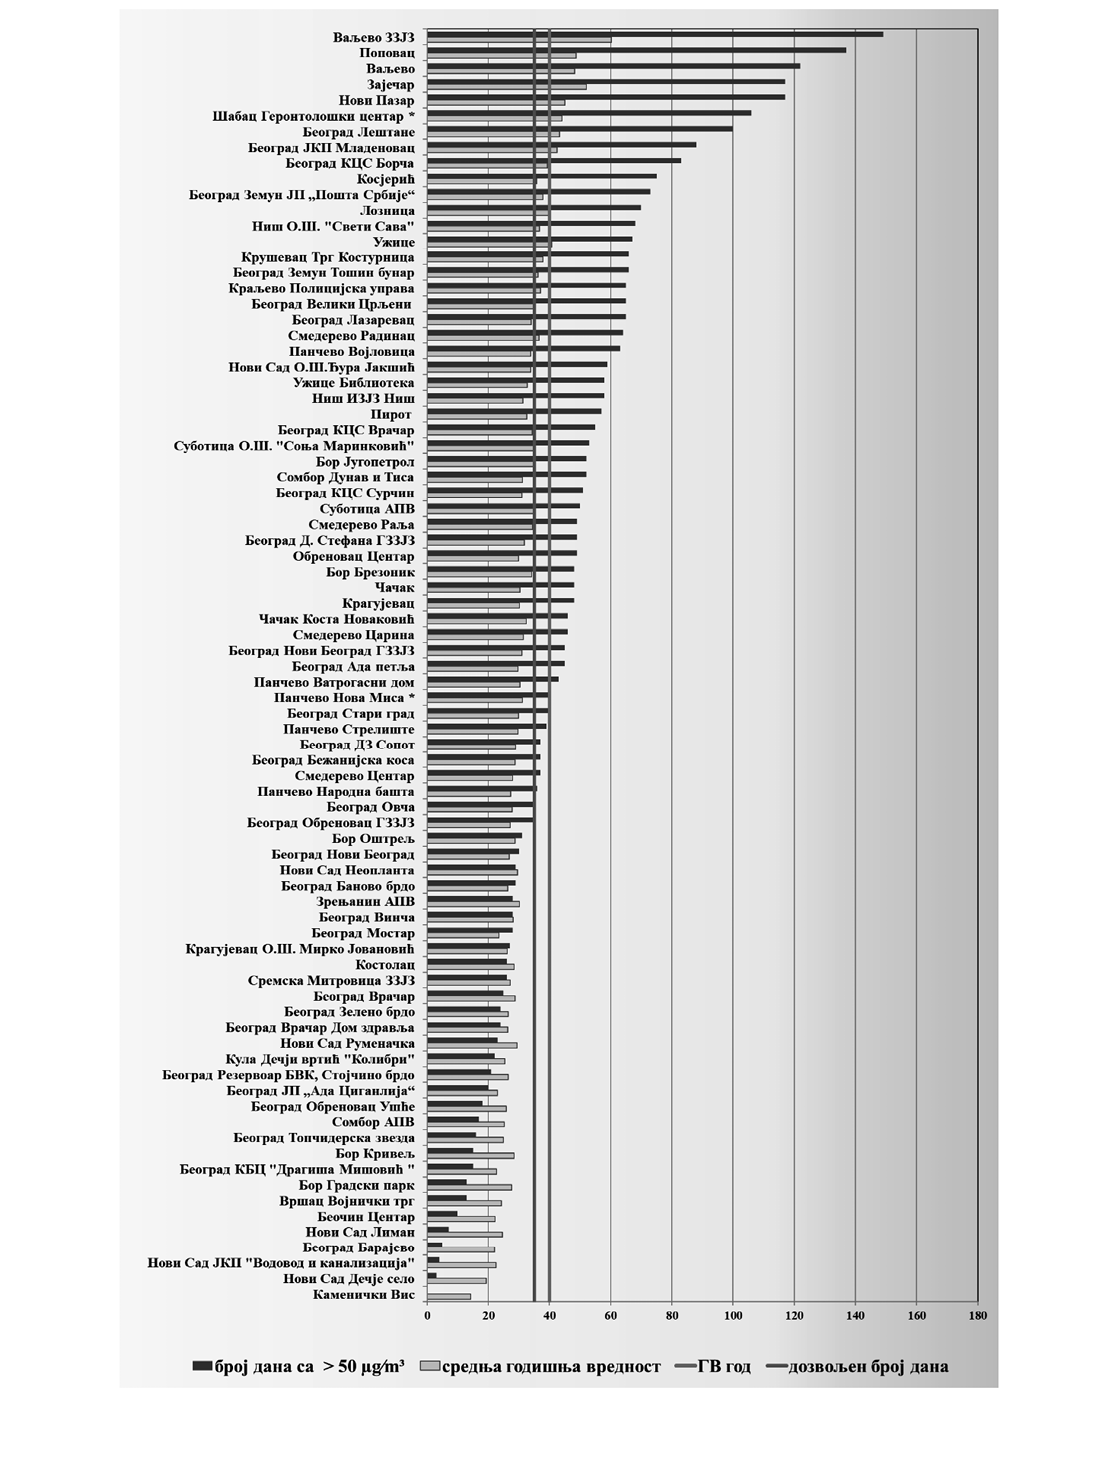 Ваљево ЗЗЈЗ
Поповац
Ваљево
Зајечар
Нови Пазар
Шабац Геронтолошки центар *
Београд Лештане
Београд ЈКП Младеновац
Београд КЦС Борча
Косјерић
Београд Земун ЈП „Пошта Србије“
Лозница
Ниш О.Ш. "Свети Сава"
Ужице
Крушевац Трг Костурница
Београд Земун Тошин бунар
Краљево Полицијска управа
Београд Велики Црљени
Београд Лазаревац
Смедерево Радинац
Панчево Војловица
Нови Сад О.Ш.Ђура Јакшић
Ужице Библиотека
Ниш ИЗЈЗ Ниш
Пирот
Београд КЦС Врачар
Суботица О.Ш. "Соња Маринковић"
Бор Југопетрол
Сомбор Дунав и Тиса
Београд КЦС Сурчин
Суботица АПВ
Смедерево Раља
Београд Д. Стефана ГЗЗЈЗ
Обреновац Центар
Бор Брезоник
Чачак
Крагујевац
Чачак Коста Новаковић
Смедерево Царина
Београд Нови Београд ГЗЗЈЗ
Београд Ада петља
Панчево Ватрогасни дом
Панчево Нова Миса *
Београд Стари град
Панчево Стрелиште
Београд ДЗ Сопот
Београд Бежанијска коса
Смедерево Центар
Панчево Народна башта
Београд Овча
Београд Обреновац ГЗЗЈЗ
Бор Оштрељ
Београд Нови Београд
Нови Сад Неопланта
Београд Баново брдо
Зрењанин АПВ
Београд Винча
Београд Мостар
Крагујевац О.Ш. Мирко Јовановић
Костолац
Сремска Митровица ЗЗЈЗ
Београд Врачар
Београд Зелено брдо
Београд Врачар Дом здравља
Нови Сад Руменачка
Кула Дечји вртић "Колибри"
Београд Резервоар БВК, Стојчино брдо
Београд ЈП „Ада Циганлија“
Београд Обреновац Ушће
Сомбор АПВ
Београд Топчидерска звезда
Бор Кривељ
Београд КБЦ "Драгиша Мишовић "
Бор Градски парк
Вршац Војнички трг
Беочин Центар
Нови Сад Лиман
Београд Барајево
Нови Сад ЈКП "Водовод и канализација"
Нови Сад Дечје село
Каменички Вис
0 20 40 60 80 100 120 140 160 180
број дана са > 50 µg/m³ средња годишња вредност ГВ год дозвољен број дана